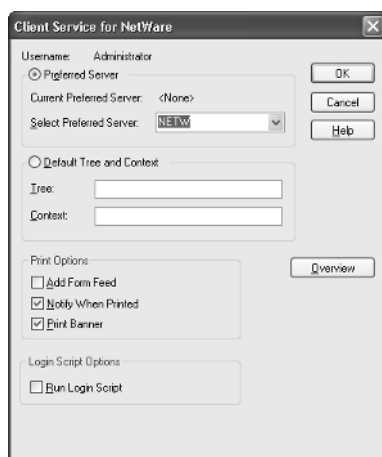 Client Service for NetWare
Username: Administrator
Preferred Server
OK
Current Preferred Server: <None>
Cancel
Select Preferred Server: NETW
Help
Default Tree and Context
Tree:
Context:
Print Options
Overview
Add Form Feed
Notify When Printed
Print Banner
Login Script Options
Run Login Script